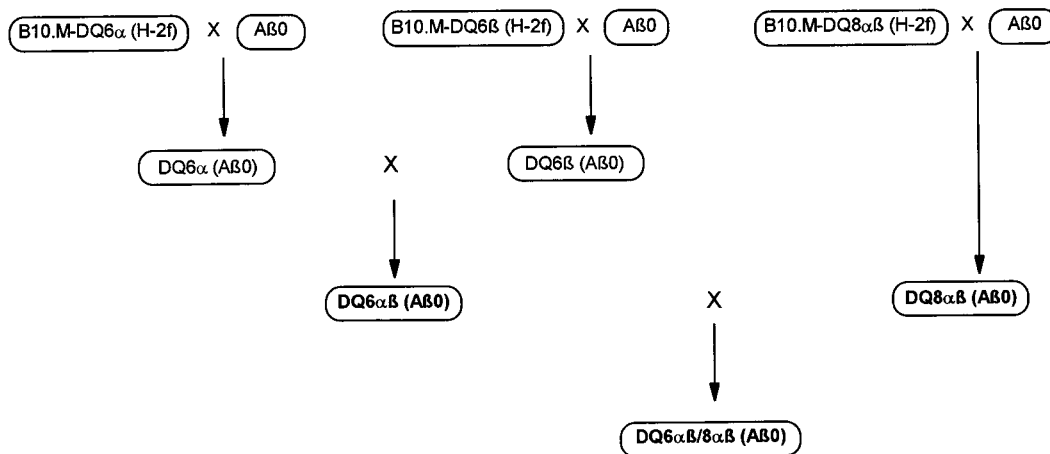 B10.M-DQ6α (H-2f) X Aß0 B10.M-DQ6ß (H-2f) X Aß0 B10.M-DQ8αß (H-2f) X Aß0
DQ6α (Aß0) X DQ6ß (Aß0)
DQ6αß (Aß0) X DQ8αß (Aß0)
DQ6αß/8αß (Aß0)